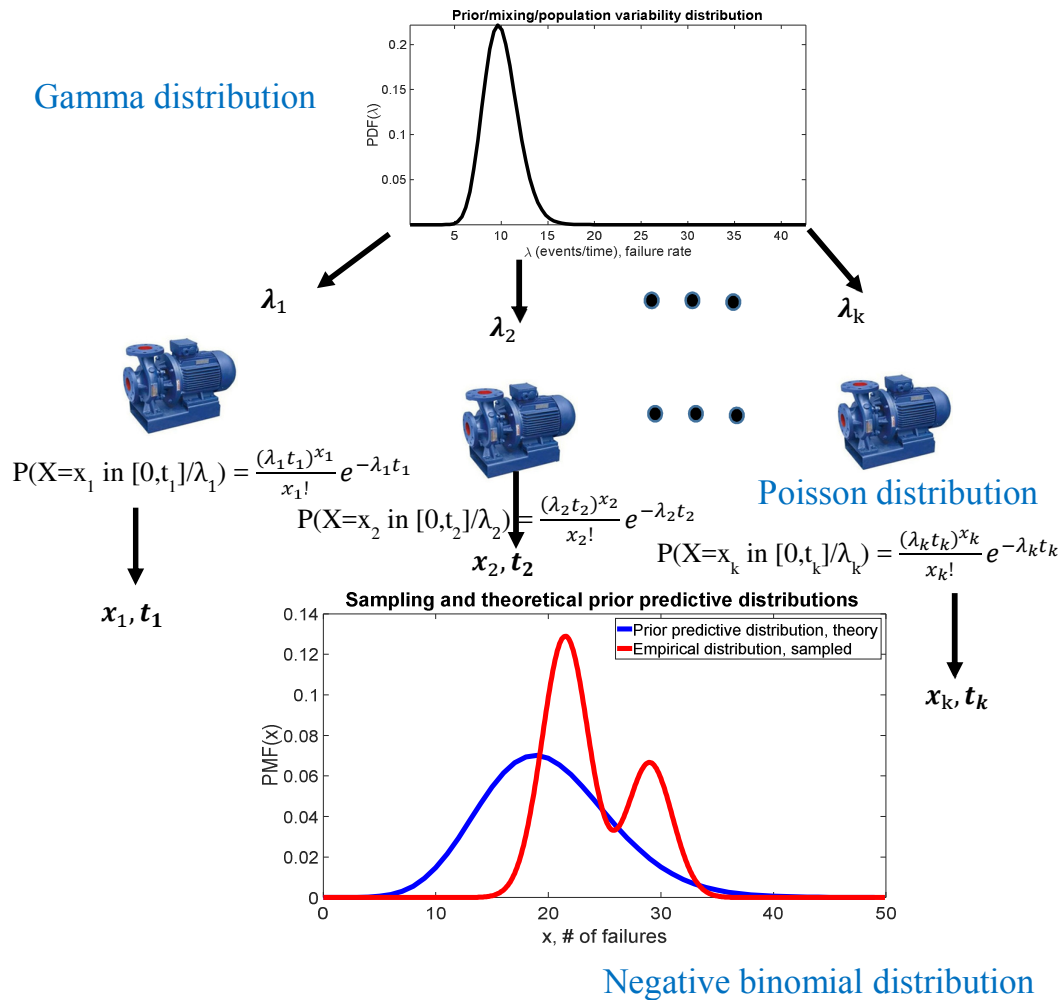 Prior/mixing/population variability distribution
Gamma distribution
PDF(λ)
0.2
0.15
0.1
0.05
5 10 15 20 25 30 35 40
λ (events/time), failure rate
λ₁
λ₂
λₖ
P(X=x₁ in [0,t₁]/λ₁) = (λ₁t₁)^x₁ / x₁! e^−λ₁t₁
P(X=x₂ in [0,t₂]/λ₂) = (λ₂t₂)^x₂ / x₂! e^−λ₂t₂
Poisson distribution
P(X=xₖ in [0,tₖ]/λₖ) = (λₖtₖ)^xₖ / xₖ! e^−λₖtₖ
x₁, t₁
x₂, t₂
xₖ, tₖ
Sampling and theoretical prior predictive distributions
Prior predictive distribution, theory
Empirical distribution, sampled
PMF(x)
0.14
0.12
0.1
0.08
0.06
0.04
0.02
0
0 10 20 30 40 50
x, # of failures
Negative binomial distribution